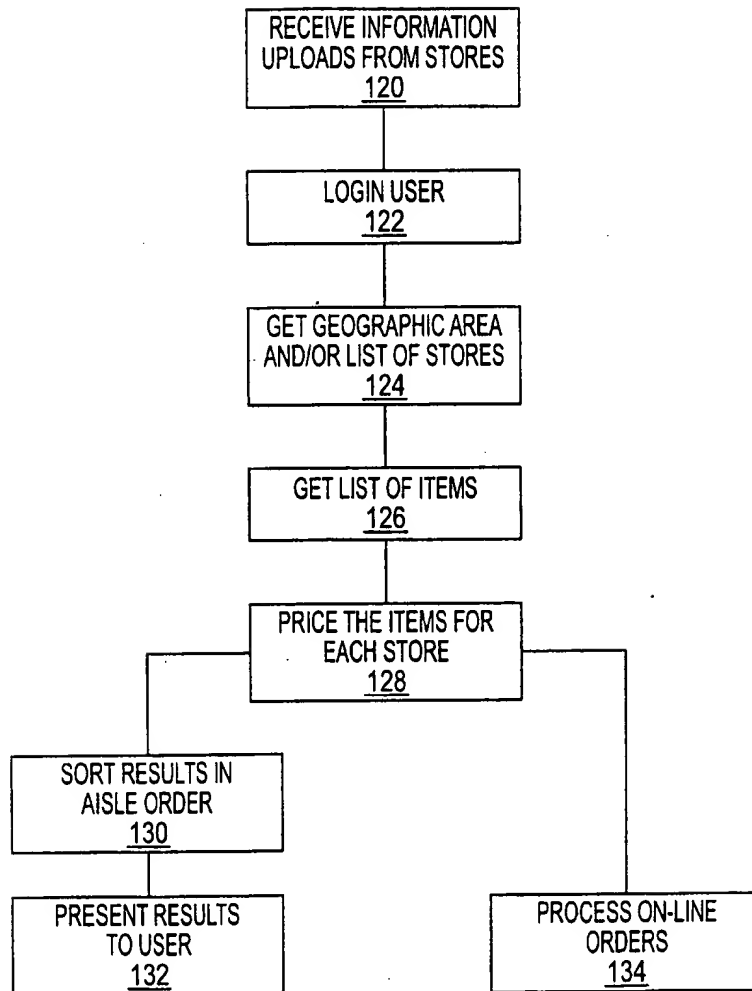 RECEIVE INFORMATION
UPLOADS FROM STORES
120
LOGIN USER
122
GET GEOGRAPHIC AREA
AND/OR LIST OF STORES
124
GET LIST OF ITEMS
126
PRICE THE ITEMS FOR
EACH STORE
128
SORT RESULTS IN
AISLE ORDER
130
PRESENT RESULTS
TO USER
132
PROCESS ON-LINE
ORDERS
134